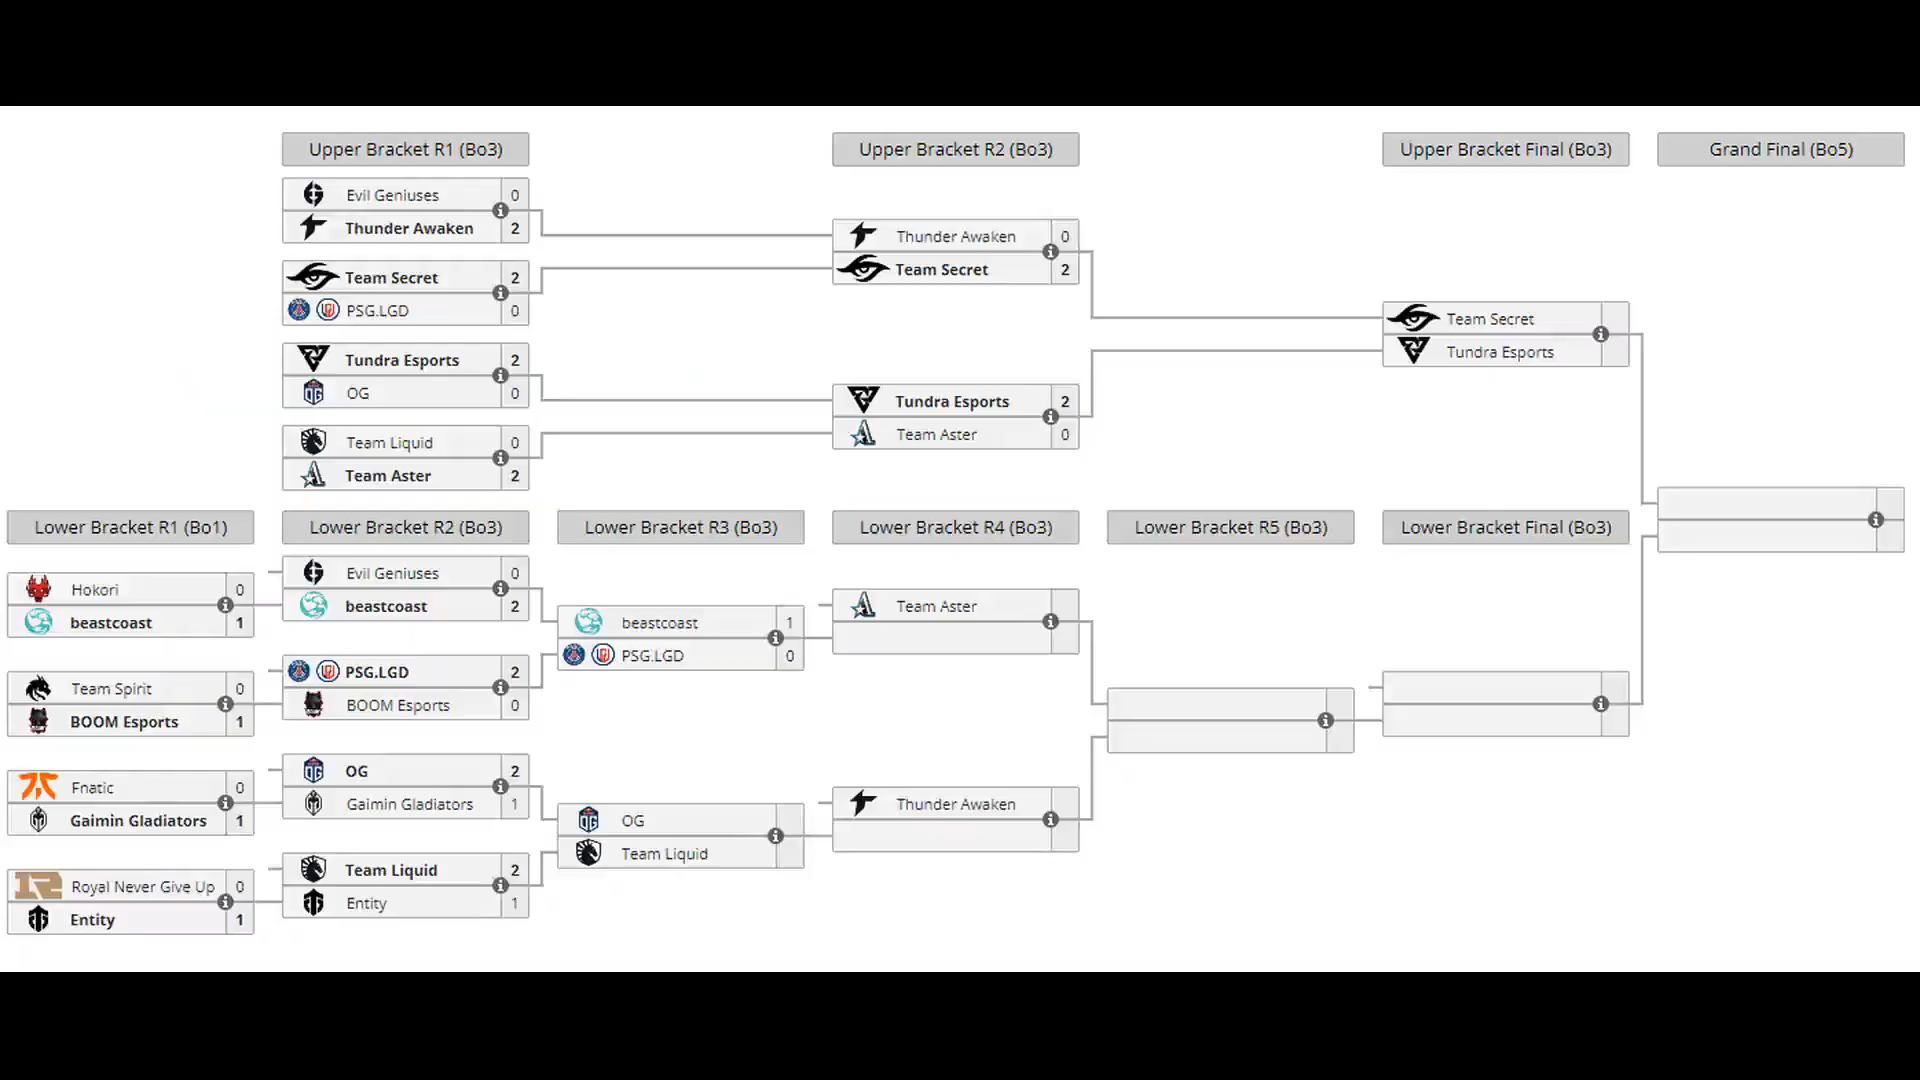 Upper Bracket R1 (Bo3)
Upper Bracket R2 (Bo3)
Upper Bracket Final (Bo3)
Grand Final (Bo5)
Evil Geniuses 0
Thunder Awaken 2
Team Secret 2
PSG.LGD 0
Tundra Esports 2
OG 0
Team Liquid 0
Team Aster 2
Thunder Awaken 0
Team Secret 2
Tundra Esports 2
Team Aster 0
Team Secret
Tundra Esports
Lower Bracket R1 (Bo1)
Lower Bracket R2 (Bo3)
Lower Bracket R3 (Bo3)
Lower Bracket R4 (Bo3)
Lower Bracket R5 (Bo3)
Lower Bracket Final (Bo3)
Hokori 0
beastcoast 1
Team Spirit 0
BOOM Esports 1
Fnatic 0
Gaimin Gladiators 1
Royal Never Give Up 0
Entity 1
Evil Geniuses 0
beastcoast 2
PSG.LGD 2
BOOM Esports 0
OG 2
Gaimin Gladiators 1
Team Liquid 2
Entity 1
beastcoast 1
PSG.LGD 0
OG
Team Liquid
Team Aster
Thunder Awaken